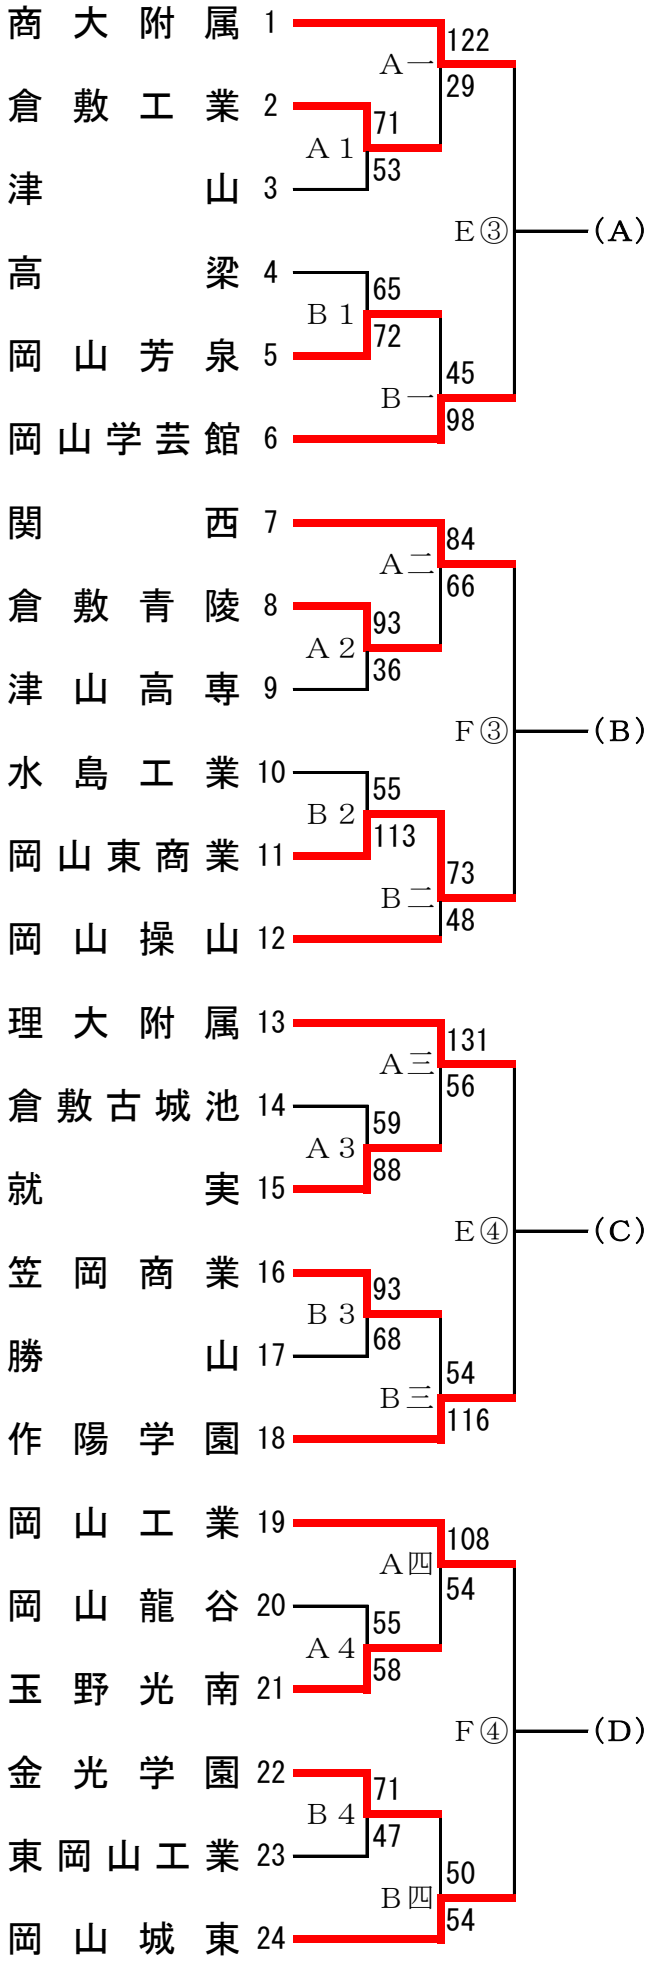 商大附属 1
122
A一
29
倉敷工業 2
71
A1
53
津山 3
E③ (A)
高梁 4
65
B1
72
岡山芳泉 5
45
B一
98
岡山学芸館 6
関西 7
84
A二
66
倉敷青陵 8
93
A2
36
津山高専 9
F③ (B)
水島工業 10
55
B2
113
岡山東商業 11
73
B二
48
岡山操山 12
理大附属 13
131
A三
56
倉敷古城池 14
59
A3
88
就実 15
E④ (C)
笠岡商業 16
93
B3
68
勝山 17
54
B三
116
作陽学園 18
岡山工業 19
108
A四
54
岡山龍谷 20
55
A4
58
玉野光南 21
F④ (D)
金光学園 22
71
B4
47
東岡山工業 23
50
B四
54
岡山城東 24